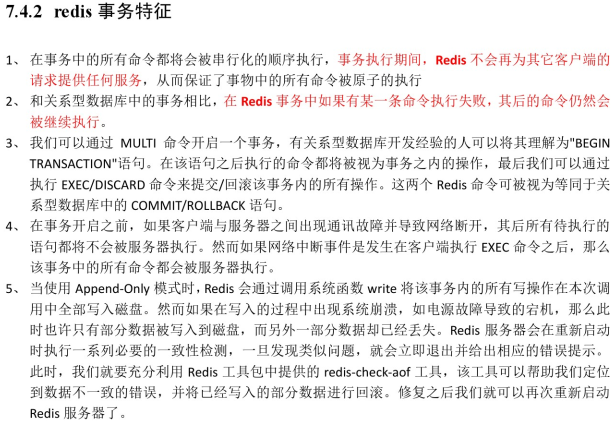 7.4.2 redis 事务特征
1、 在事务中的所有命令都将会被串行化的顺序执行，事务执行期间，Redis 不会再为其它客户端的
请求提供任何服务，从而保证了事物中的所有命令被原子的执行
2、 和关系型数据库中的事务相比，在 Redis 事务中如果有某一条命令执行失败，其后的命令仍然会
被继续执行。
3、 我们可以通过 MULTI 命令开启一个事务，有关系型数据库开发经验的人可以将其理解为"BEGIN
TRANSACTION"语句。在该语句之后执行的命令都将被视为事务之内的操作，最后我们可以通过
执行 EXEC/DISCARD 命令来提交/回滚该事务内的所有操作。这两个 Redis 命令可被视为等同于关
系型数据库中的 COMMIT/ROLLBACK 语句。
4、 在事务开启之前，如果客户端与服务器之间出现通讯故障并导致网络断开，其后所有待执行的
语句都将不会被服务器执行。然而如果网络中断事件是发生在客户端执行 EXEC 命令之后，那么
该事务中的所有命令都会被服务器执行。
5、 当使用 Append-Only 模式时，Redis 会通过调用系统函数 write 将该事务内的所有写操作在本次调
用中全部写入磁盘。然而如果在写入的过程中出现系统崩溃，如电源故障导致的宕机，那么此
时也许只有部分数据被写入到磁盘，而另外一部分数据却已经丢失。Redis 服务器会在重新启动
时执行一系列必要的一致性检测，一旦发现类似问题，就会立即退出并给出相应的错误提示。
此时，我们就要充分利用 Redis 工具包中提供的 redis-check-aof 工具，该工具可以帮助我们定位
到数据不一致的错误，并将已经写入的部分数据进行回滚。修复之后我们就可以再次重新启动
Redis 服务器了。